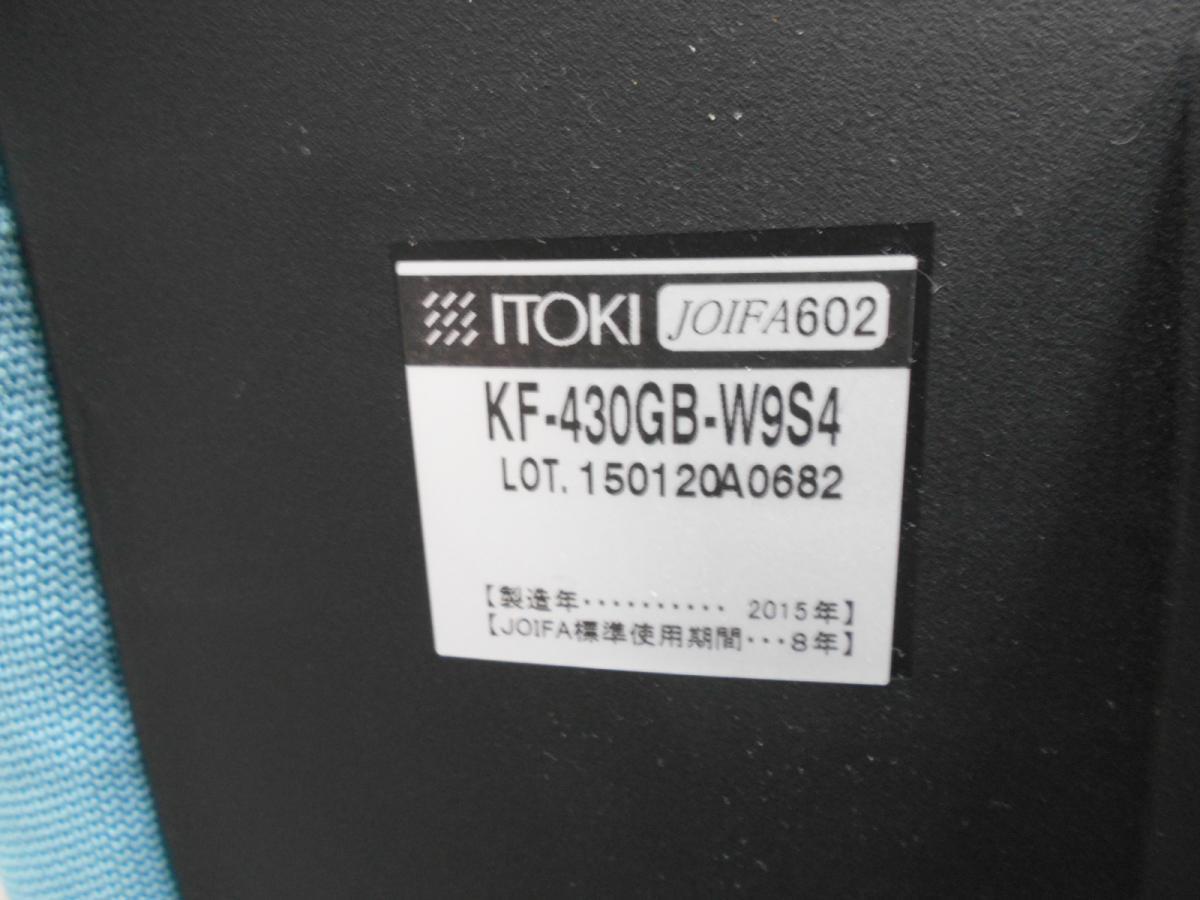 ITOKI JOIFA602
KF-430GB-W9S4
LOT. 150120A0682
【製造年・・・・・・・・・・ 2015年】
【JOIFA標準使用期間・・・8年】